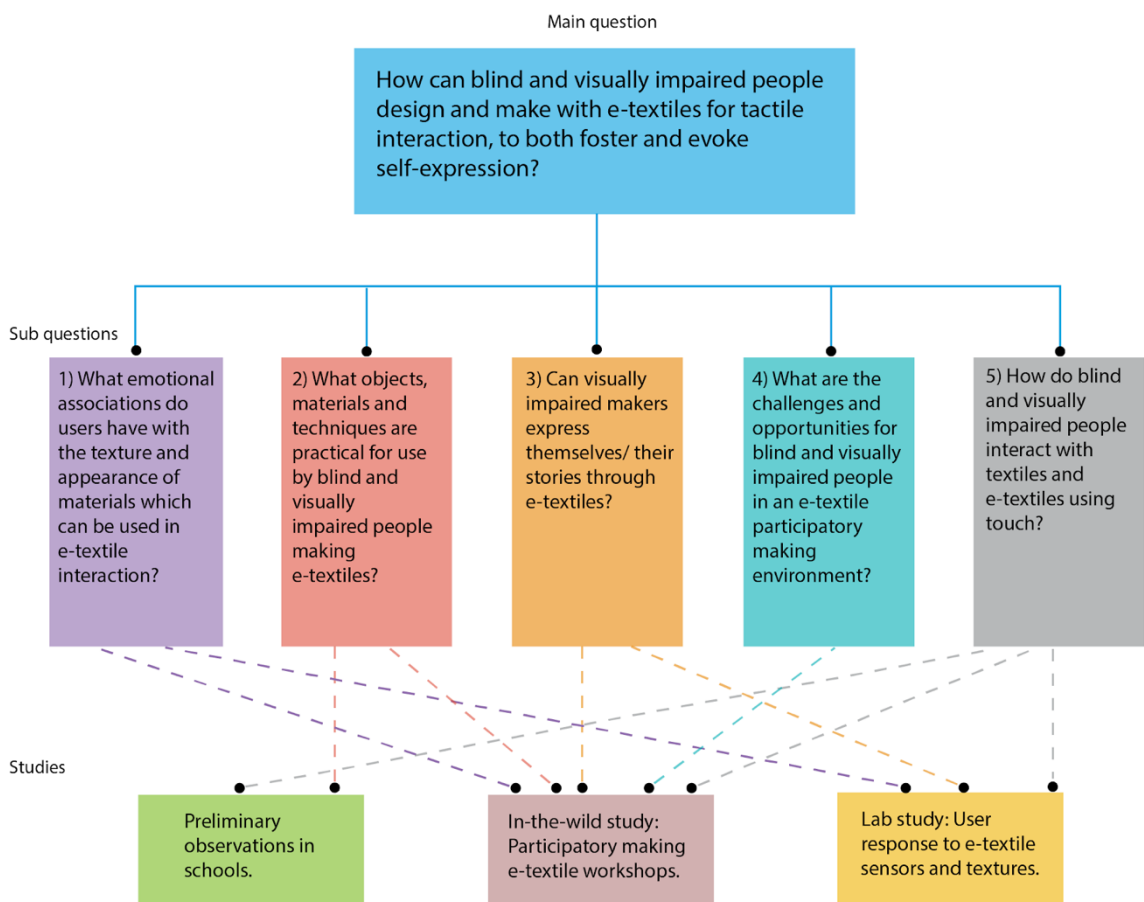 Main question
How can blind and visually impaired people
design and make with e-textiles for tactile
interaction, to both foster and evoke
self-expression?
Sub questions
1) What emotional
associations do
users have with
the texture and
appearance of
materials which
can be used in
e-textile
interaction?
2) What objects,
materials and
techniques are
practical for use
by blind and
visually
impaired people
making
e-textiles?
3) Can visually
impaired makers
express
themselves/ their
stories through
e-textiles?
4) What are the
challenges and
opportunities for
blind and visually
impaired people
in an e-textile
participatory
making
environment?
5) How do blind
and visually
impaired people
interact with
textiles and
e-textiles using
touch?
Studies
Preliminary
observations in
schools.
In-the-wild study:
Participatory making
e-textile workshops.
Lab study: User
response to e-textile
sensors and textures.